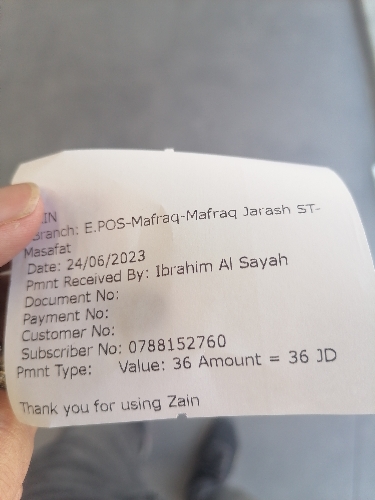 IN
Branch: E.POS-Mafraq-Mafraq Jarash ST-
Masafat
Date: 24/06/2023
Pmnt Received By: Ibrahim Al Sayah
Document No:
Payment No:
Customer No:
Subscriber No: 0788152760
Pmnt Type: Value: 36 Amount = 36 JD
Thank you for using Zain